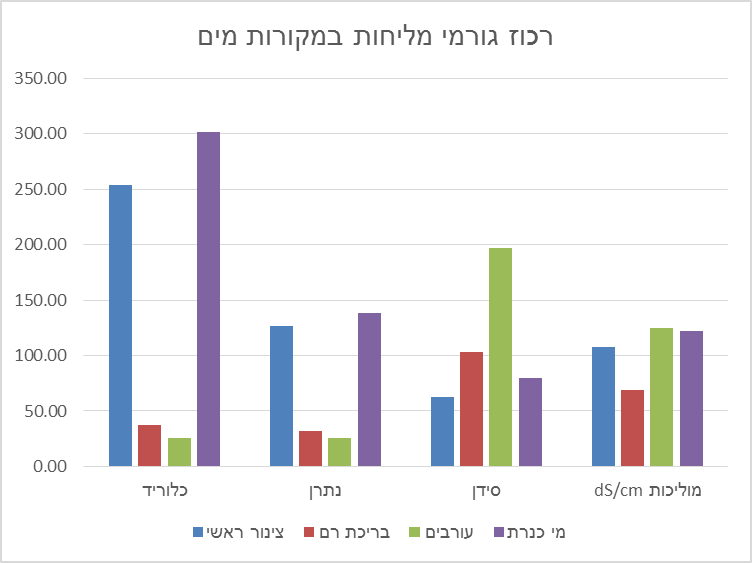 רכוז גורמי מליחות במקורות מים
350.00
300.00
250.00
200.00
150.00
100.00
50.00
0.00
כלוריד נתרן סידן מוליכות dS/cm
צינור ראשי בריכת רם עורבים מי כנרת